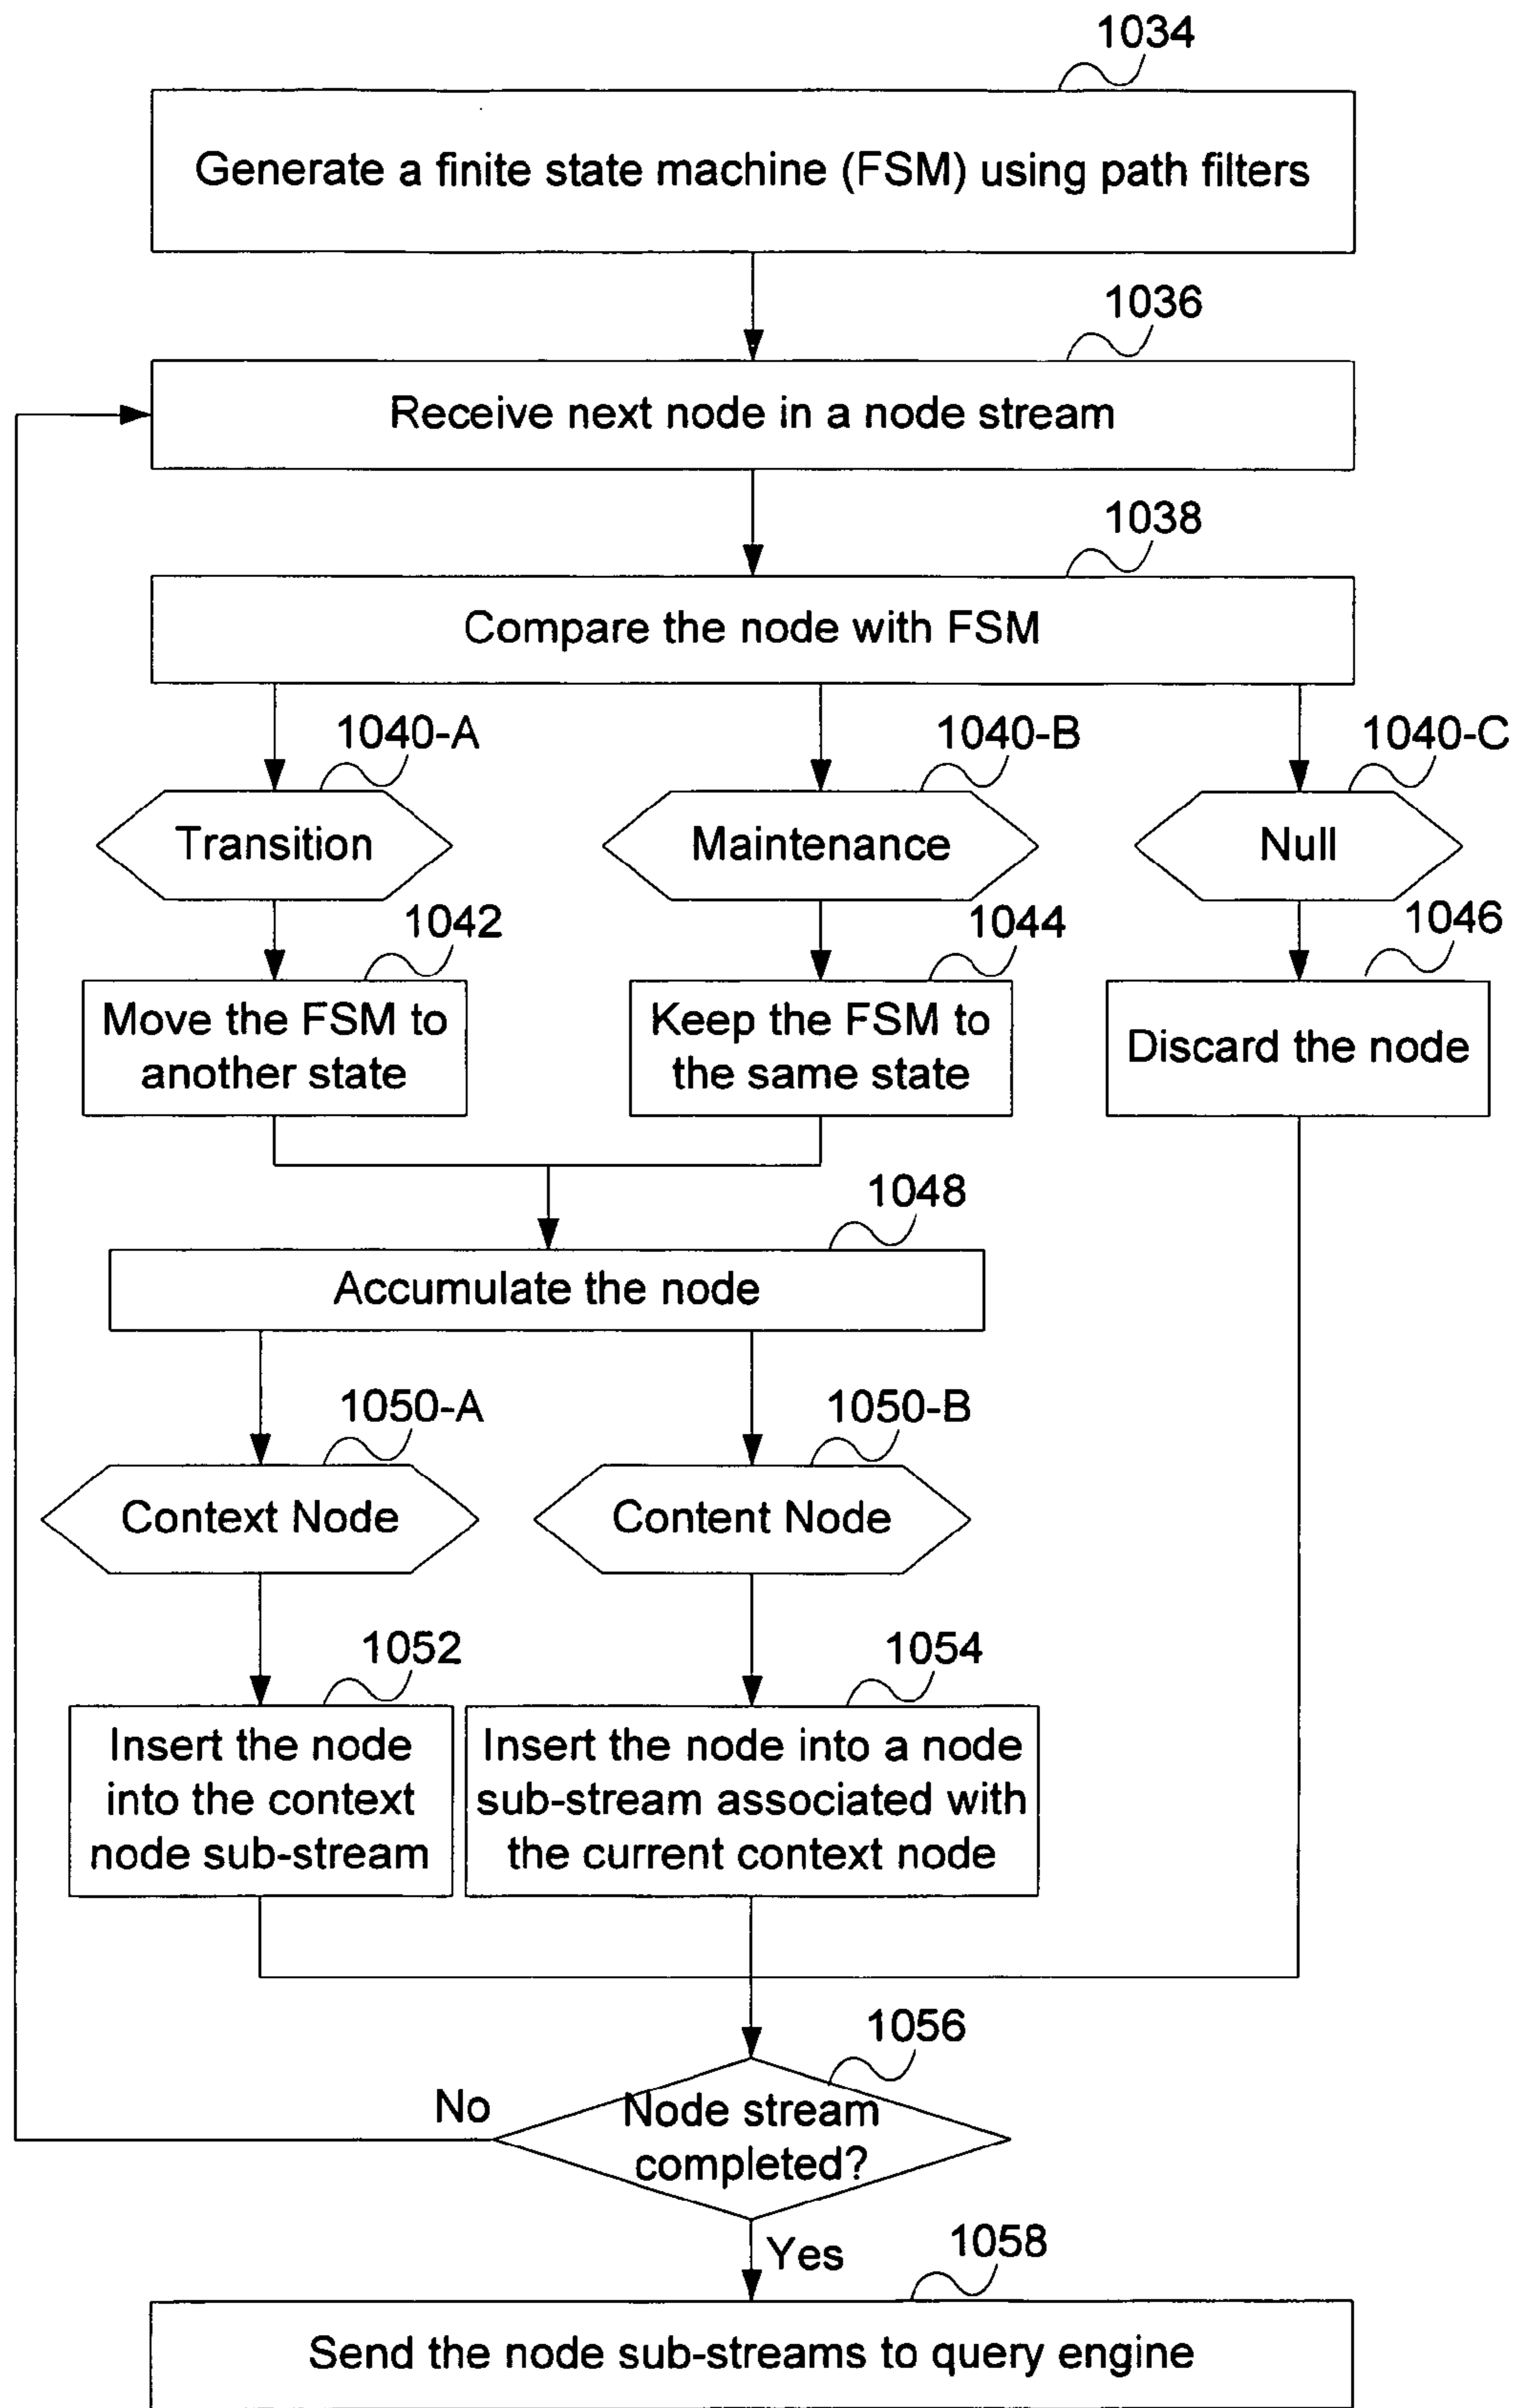 1034
Generate a finite state machine (FSM) using path filters
1036
Receive next node in a node stream
1038
Compare the node with FSM
1040-A
1040-B
1040-C
Transition
Maintenance
Null
1042
1044
1046
Move the FSM to
another state
Keep the FSM to
the same state
Discard the node
1048
Accumulate the node
1050-A
1050-B
Context Node
Content Node
1052
1054
Insert the node
into the context
node sub-stream
Insert the node into a node
sub-stream associated with
the current context node
1056
No
Node stream
completed?
Yes
1058
Send the node sub-streams to query engine